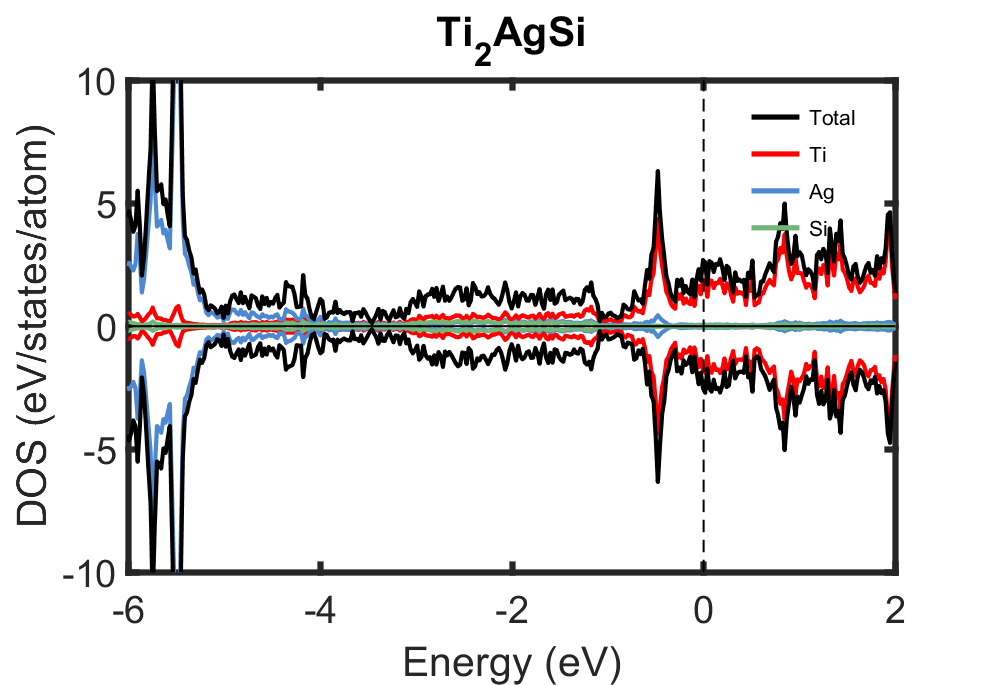 Ti₂AgSi
DOS (eV/states/atom)
10
5
0
-5
-10
Total
Ti
Ag
Si
-6 -4 -2 0 2
Energy (eV)